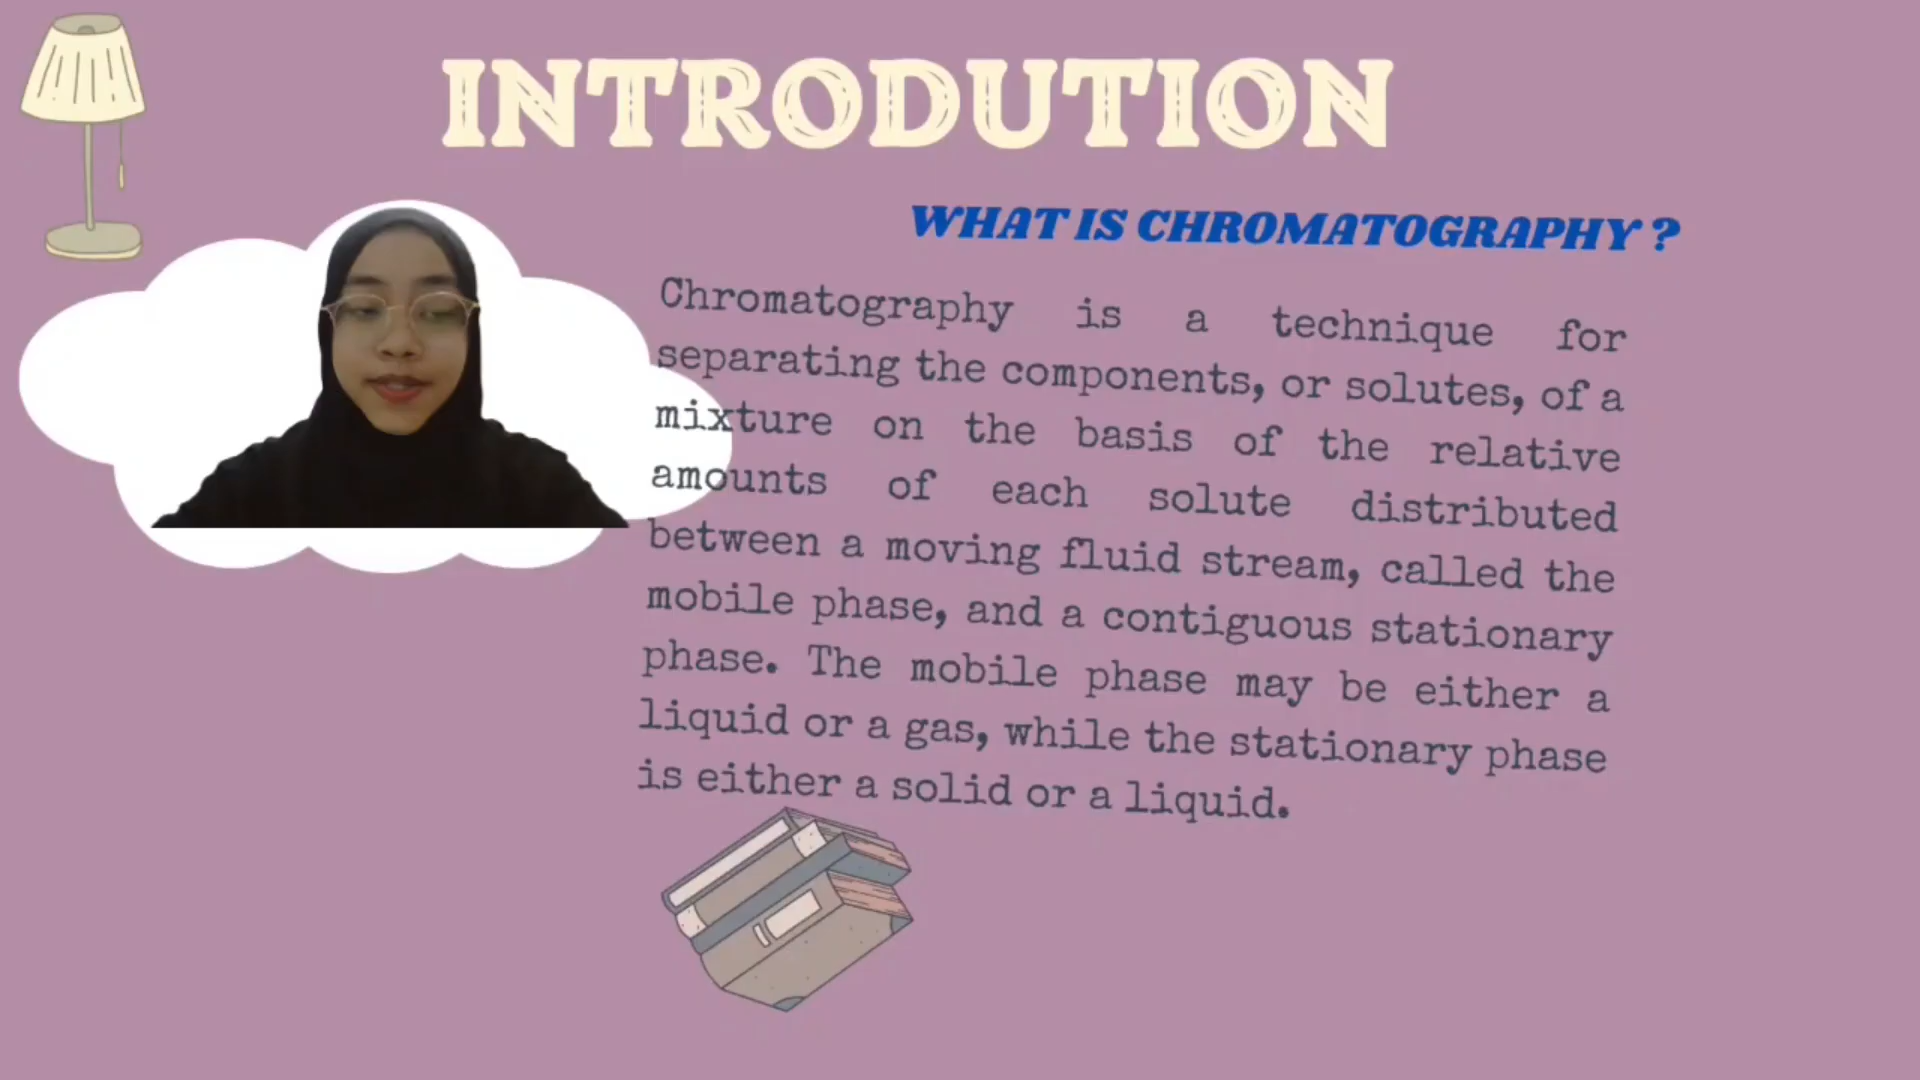 INTRODUTION
WHAT IS CHROMATOGRAPHY ?
Chromatography is a technique for
separating the components, or solutes, of a
mixture on the basis of the relative
amounts of each solute distributed
between a moving fluid stream, called the
mobile phase, and a contiguous stationary
phase. The mobile phase may be either a
liquid or a gas, while the stationary phase
is either a solid or a liquid.